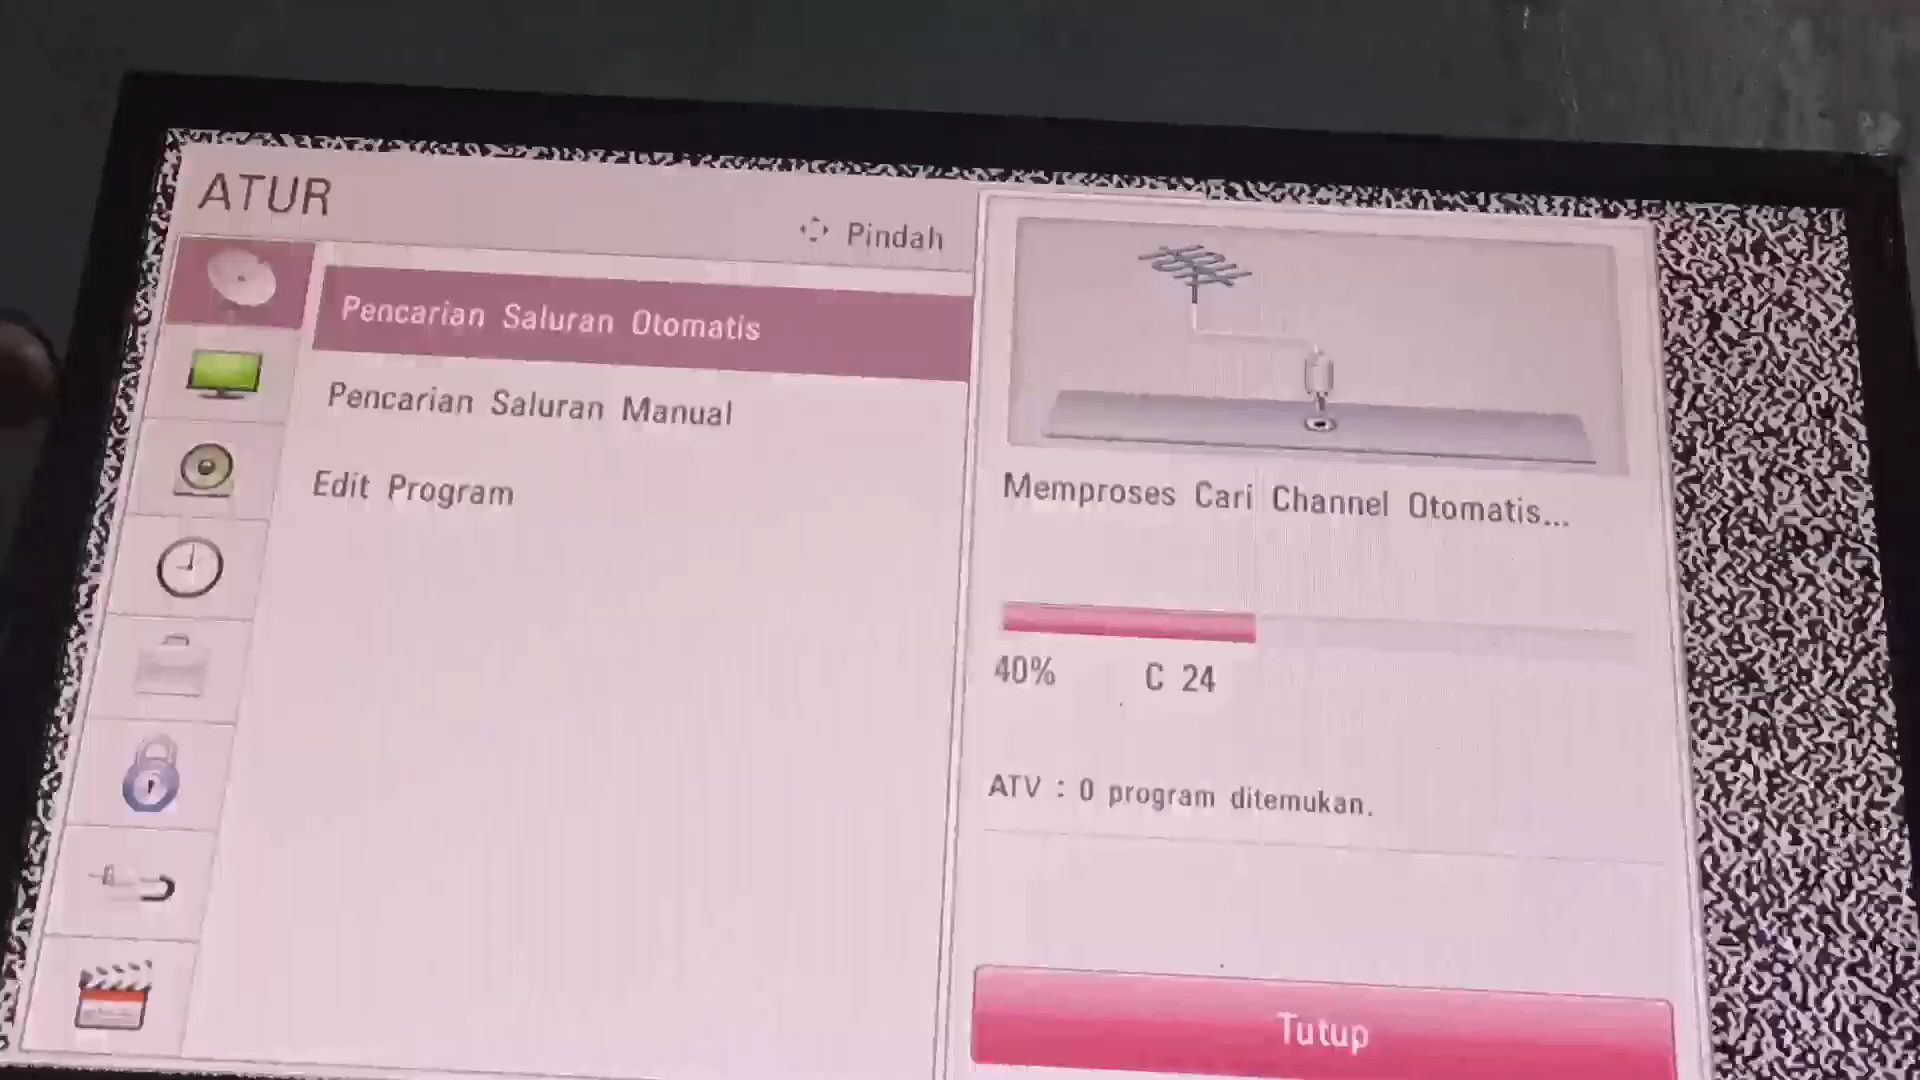 ATUR
Pindah
Pencarian Saluran Otomatis
Pencarian Saluran Manual
Edit Program
Memproses Cari Channel Otomatis...
40% C 24
ATV : 0 program ditemukan.
Tutup